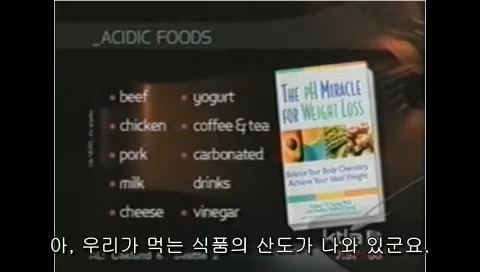 _ACIDIC FOODS
• beef
• chicken
• pork
• milk
• cheese
• yogurt
• coffee & tea
• carbonated
drinks
• vinegar
THE pH MIRACLE
FOR WEIGHT LOSS
Balance Your Body Chemistry,
Achieve Your Ideal Weight
아, 우리가 먹는 식품의 산도가 나와 있군요.